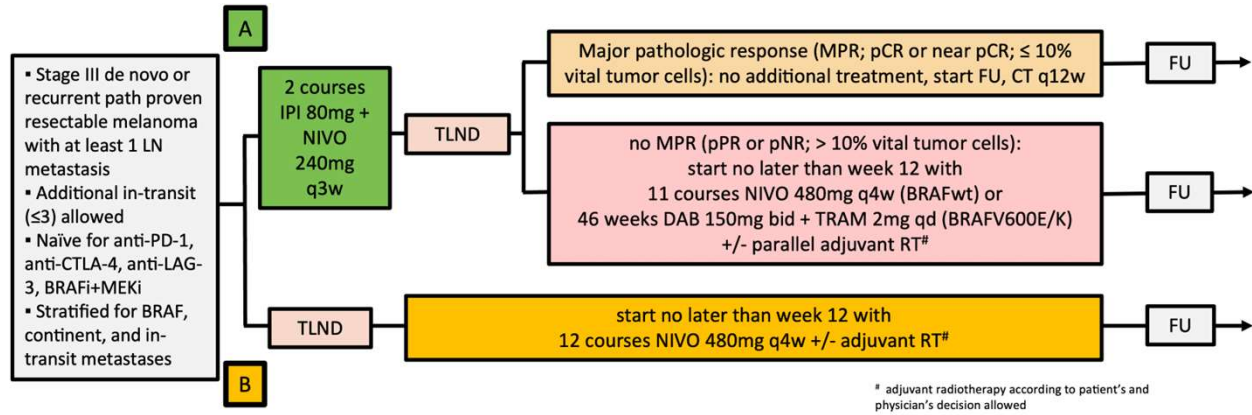 A
▪ Stage III de novo or
recurrent path proven
resectable melanoma
with at least 1 LN
metastasis
▪ Additional in-transit
(≤3) allowed
▪ Naïve for anti-PD-1,
anti-CTLA-4, anti-LAG-
3, BRAFi+MEKi
▪ Stratified for BRAF,
continent, and in-
transit metastases
2 courses
IPI 80mg +
NIVO
240mg
q3w
TLND
Major pathologic response (MPR; pCR or near pCR; ≤ 10%
vital tumor cells): no additional treatment, start FU, CT q12w
FU
no MPR (pPR or pNR; > 10% vital tumor cells):
start no later than week 12 with
11 courses NIVO 480mg q4w (BRAFwt) or
46 weeks DAB 150mg bid + TRAM 2mg qd (BRAFV600E/K)
+/- parallel adjuvant RT#
FU
B
TLND
start no later than week 12 with
12 courses NIVO 480mg q4w +/- adjuvant RT#
FU
# adjuvant radiotherapy according to patient's and
physician's decision allowed